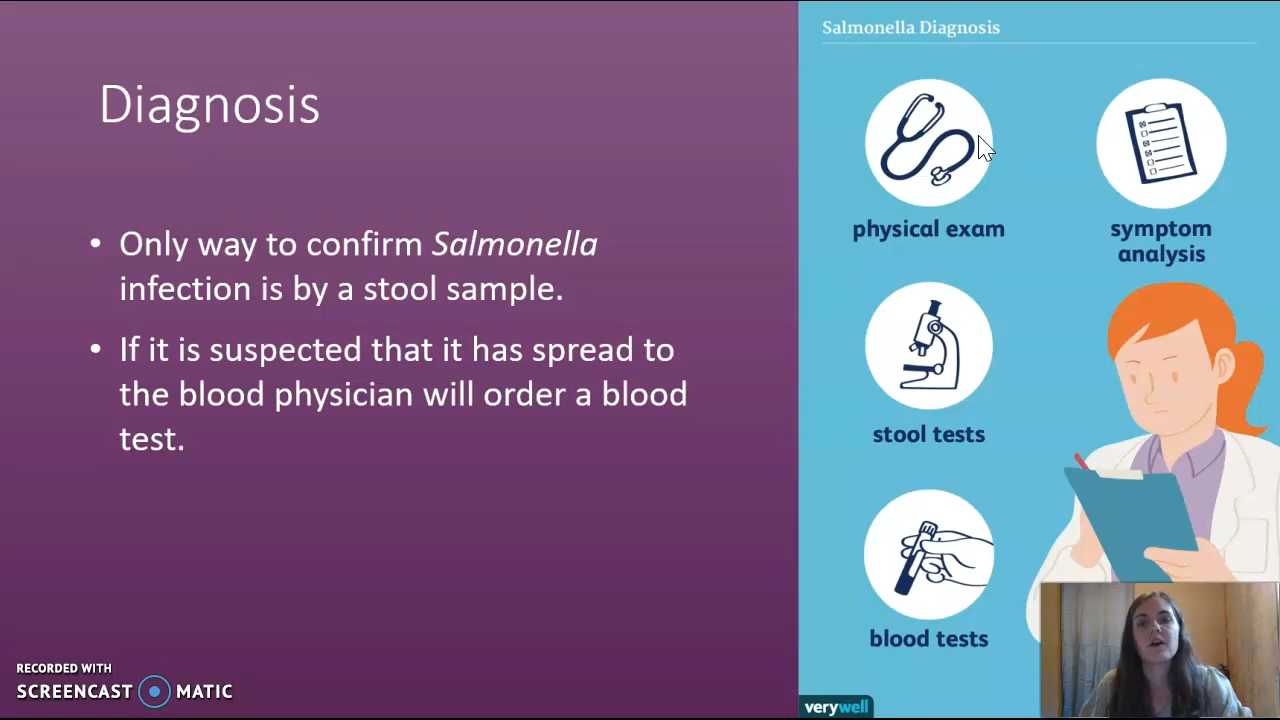 Diagnosis
• Only way to confirm Salmonella
infection is by a stool sample.
• If it is suspected that it has spread to
the blood physician will order a blood
test.
RECORDED WITH
SCREENCAST MATIC
Salmonella Diagnosis
physical exam
symptom
analysis
stool tests
blood tests
verywell